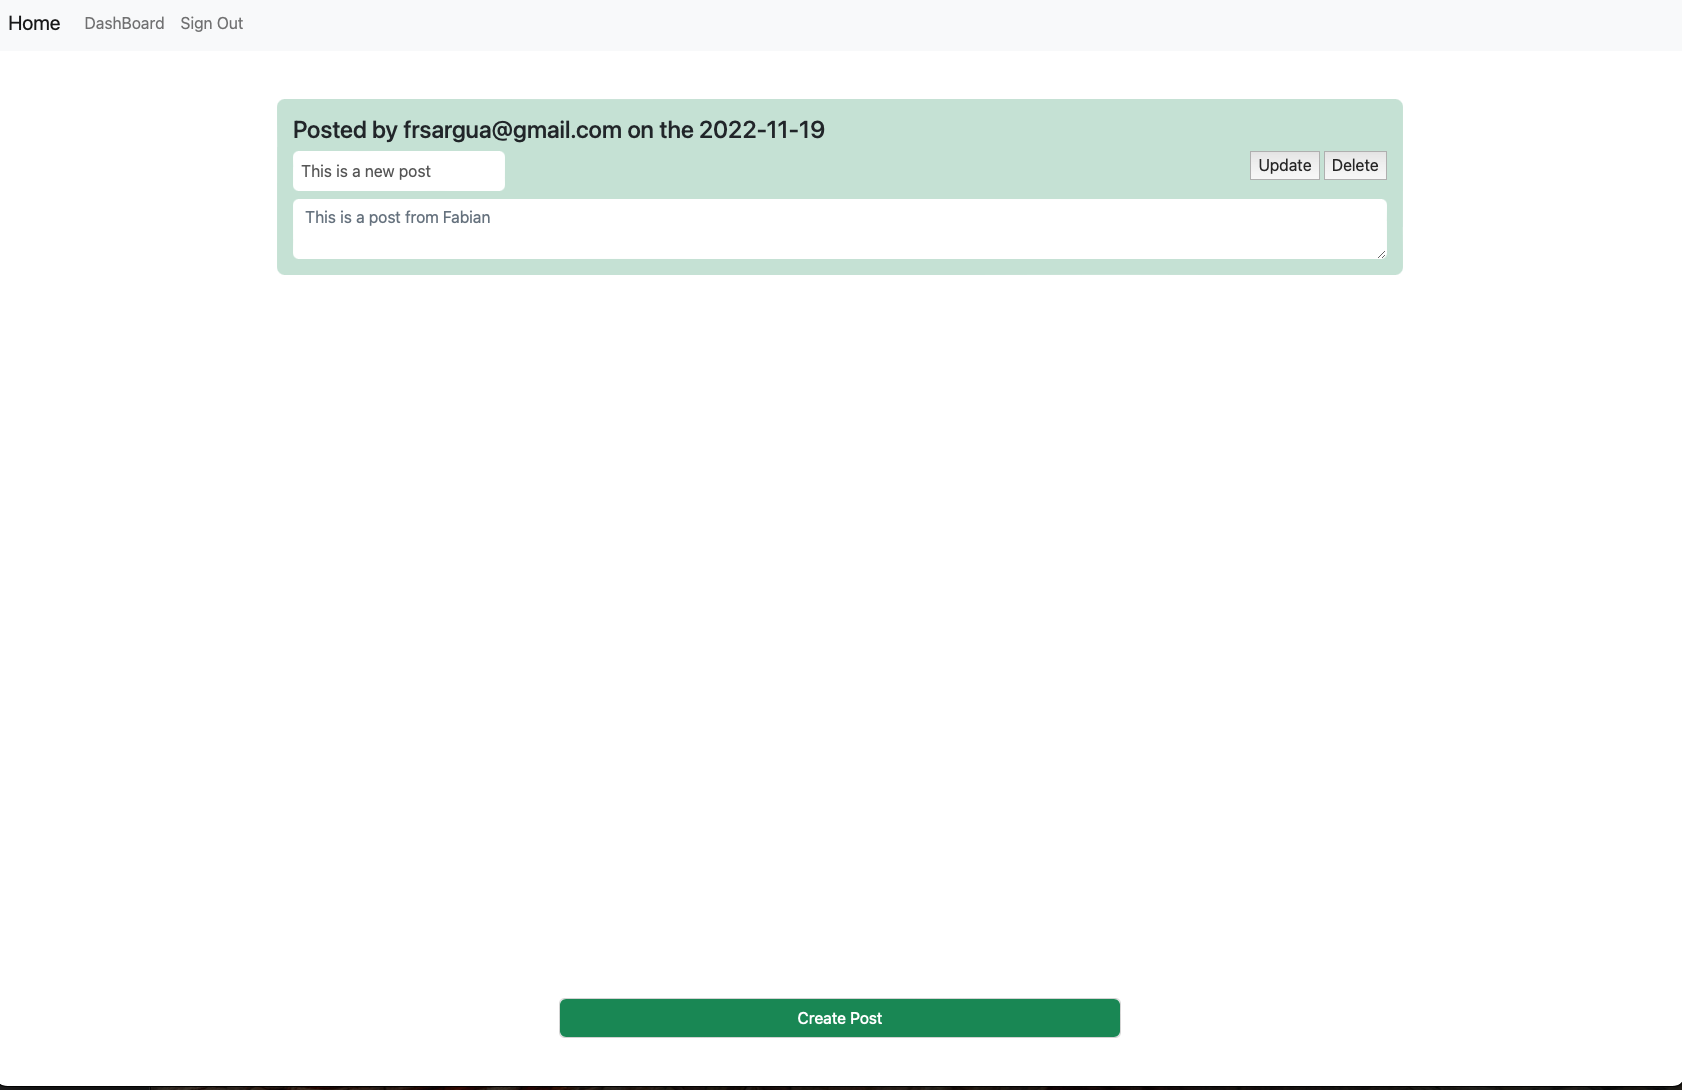 Home DashBoard Sign Out
Posted by frsargua@gmail.com on the 2022-11-19
This is a new post Update Delete
This is a post from Fabian
Create Post